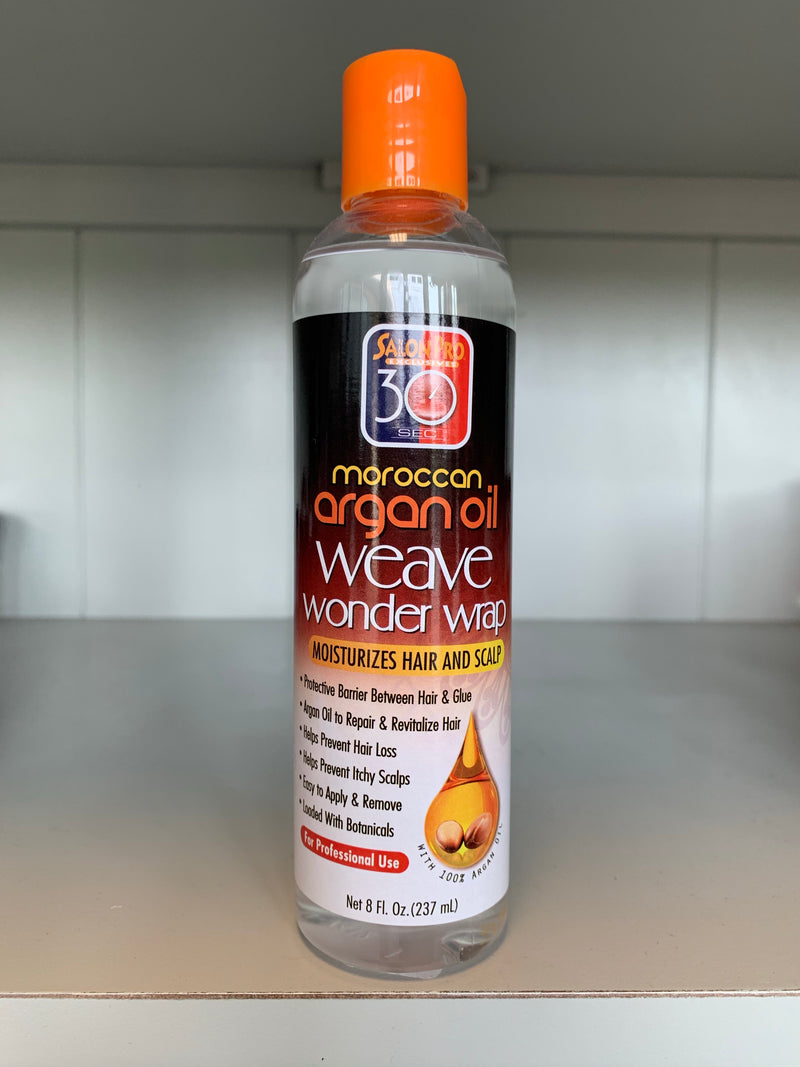 SALONPRO
EXCLUSIVES
30
SEC
moroccan
argan oil
weave
wonder wrap
MOISTURIZES HAIR AND SCALP
• Protective Barrier Between Hair & Glue
• Argan Oil to Repair & Revitalize Hair
• Helps Prevent Hair Loss
• Helps Prevent Itchy Scalps
• Easy to Apply & Remove
• Loaded With Botanicals
For Professional Use
WITH 100% ARGAN OIL
Net 8 Fl. Oz. (237 mL)